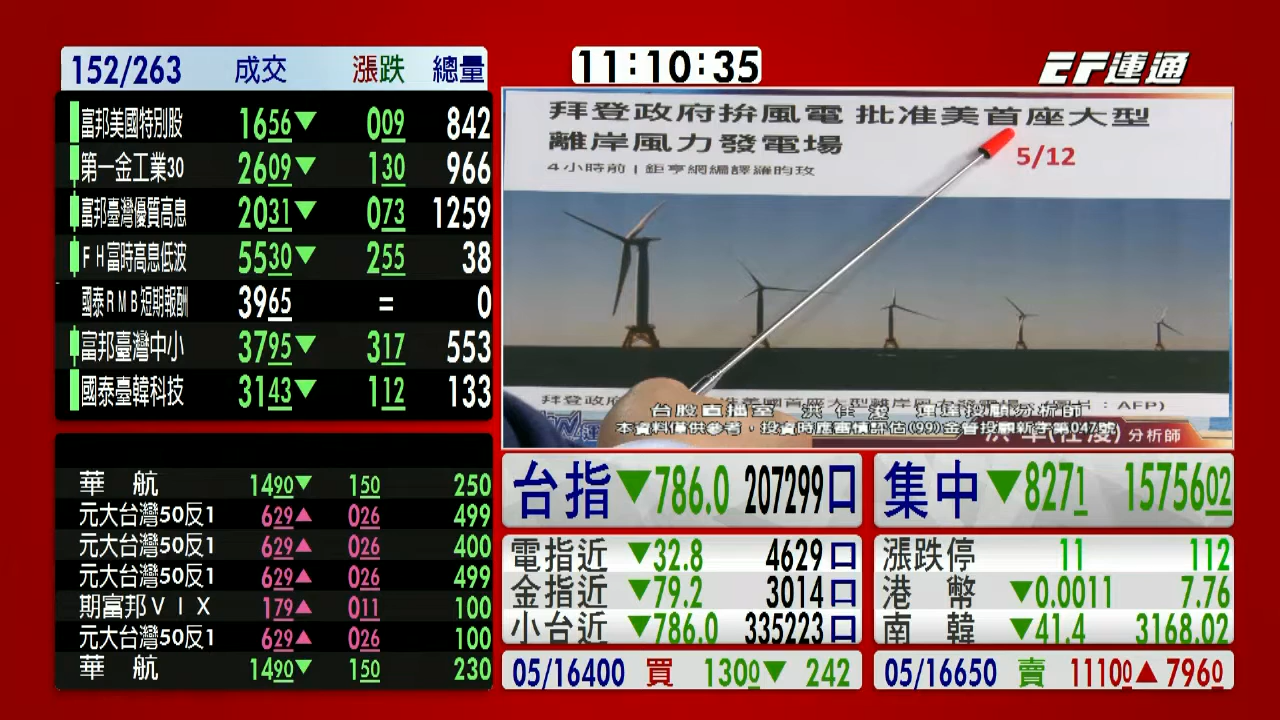 152/263 成交 漲跌 總量
富邦美國特別股 1656▼ 009 842
第一金工業30 2609▼ 130 966
富邦臺灣優質高息 2031▼ 073 1259
FH富時高息低波 5530▼ 255 38
國泰RMB短期報酬 3965 = 0
富邦臺灣中小 3795▼ 317 553
國泰臺韓科技 3143▼ 112 133
華 航 1490▼ 150 250
元大台灣50反1 629▲ 026 499
元大台灣50反1 629▲ 026 400
元大台灣50反1 629▲ 026 499
期富邦VIX 179▲ 011 100
元大台灣50反1 629▲ 026 100
華 航 1490▼ 150 230
11:10:35
EF運通
拜登政府拚風電 批准美首座大型
離岸風力發電場
5/12
4小時前 | 鉅亨網編譯羅昀玫
台股直播室 洪任凌 運達投顧分析師
本資料僅供參考,投資時應審慎評估(99)金管投顧新字第047號
分析師
台指▼786.0 207299口
電指近 ▼32.8 4629口
金指近 ▼79.2 3014口
小台近 ▼786.0 335223口
05/16400 買 1300▼ 242
集中▼8271 1575602
漲跌停 11 112
港 幣 ▼0.0011 7.76
南 韓 ▼41.4 3168.02
05/16650 賣 11100▲ 7960